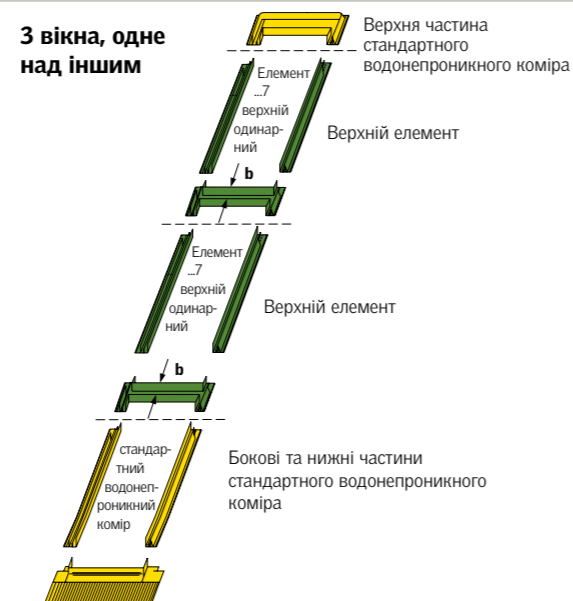 3 вікна, одне
над іншим
Верхня частина
стандартного
водонепроникного коміра
Елемент
...7
верхній
одинар-
ний
Верхній елемент
b
Елемент
...7
верхній
одинар-
ний
Верхній елемент
b
стандар-
тний
водонеп-
роникний
комір
Бокові та нижні частини
стандартного водонепроникного
коміра